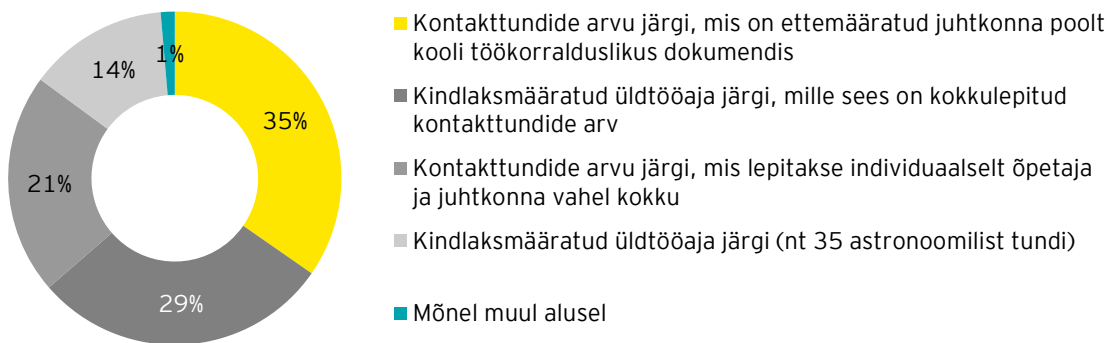 35%
29%
21%
14%
1%
Kontakttundide arvu järgi, mis on ettemääratud juhtkonna poolt
kooli töökorralduslikus dokumendis
Kindlaksmääratud üldtööaja järgi, mille sees on kokkulepitud
kontakttundide arv
Kontakttundide arvu järgi, mis lepitakse individuaalselt õpetaja
ja juhtkonna vahel kokku
Kindlaksmääratud üldtööaja järgi (nt 35 astronoomilist tundi)
Mõnel muul alusel